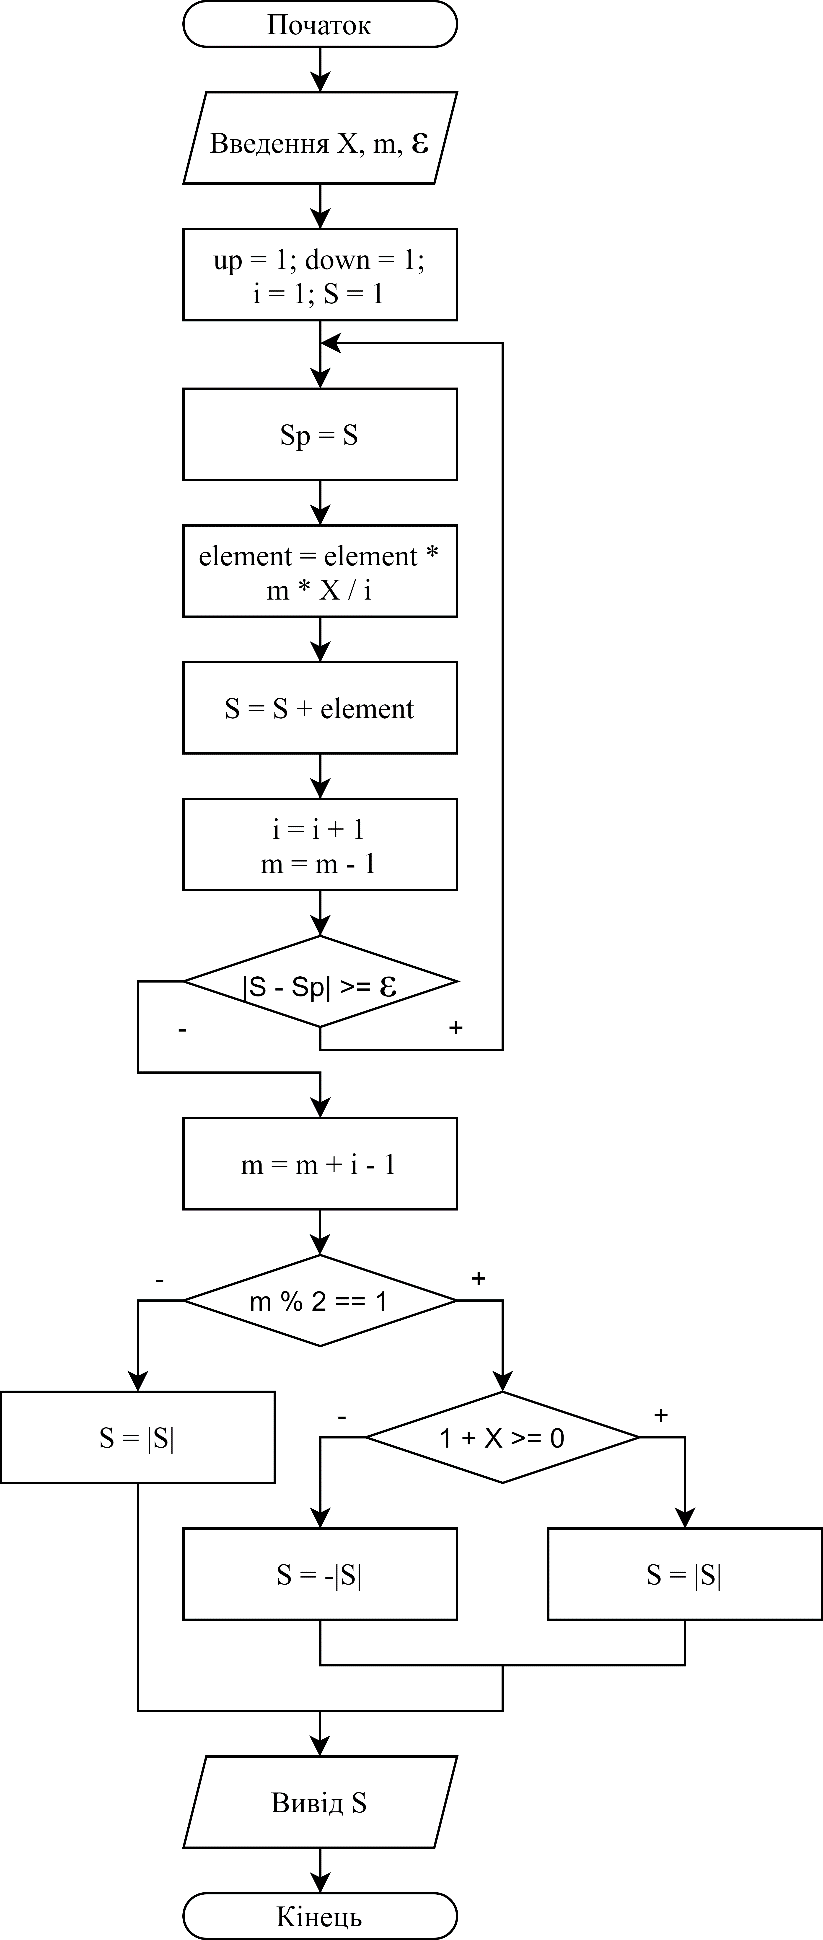 Початок
Введення X, m, ε
up = 1; down = 1;
i = 1; S = 1
Sp = S
element = element *
m * X / i
S = S + element
i = i + 1
m = m - 1
|S - Sp| >= ε
-
+
m = m + i - 1
-
+
m % 2 == 1
S = |S|
-
+
1 + X >= 0
S = -|S|
S = |S|
Вивід S
Кінець